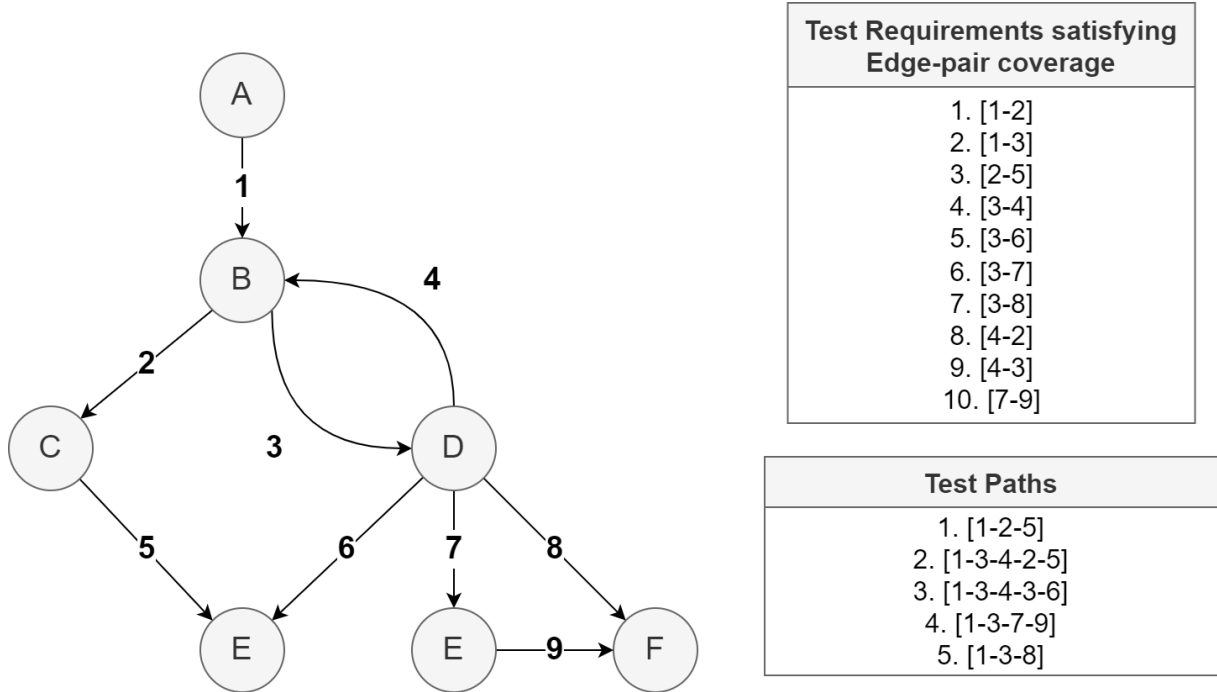 A
1
B
4
2
C
3
D
5
6
7
8
E
E
9
F
Test Requirements satisfying
Edge-pair coverage
1. [1-2]
2. [1-3]
3. [2-5]
4. [3-4]
5. [3-6]
6. [3-7]
7. [3-8]
8. [4-2]
9. [4-3]
10. [7-9]
Test Paths
1. [1-2-5]
2. [1-3-4-2-5]
3. [1-3-4-3-6]
4. [1-3-7-9]
5. [1-3-8]